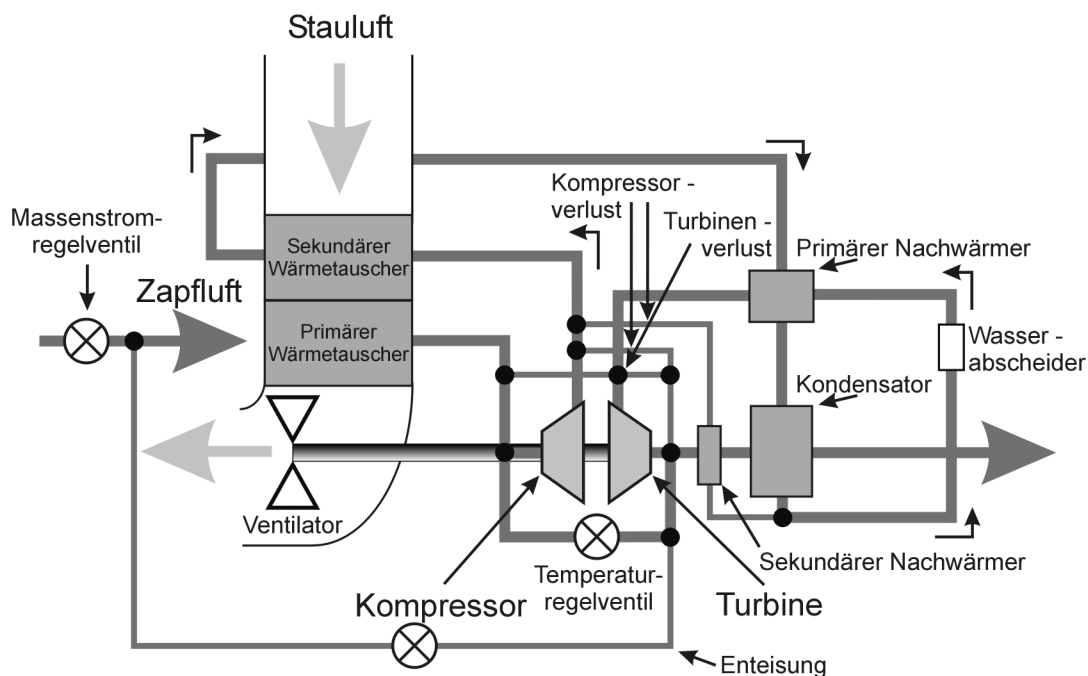 Stauluft
Massenstrom-
regelventil
Zapfluft
Sekundärer
Wärmetauscher
Primärer
Wärmetauscher
Kompressor -
verlust
Turbinen -
verlust
Primärer Nachwärmer
Wasser -
abscheider
Kondensator
Ventilator
Sekundärer Nachwärmer
Temperatur-
regelventil
Kompressor
Turbine
Enteisung